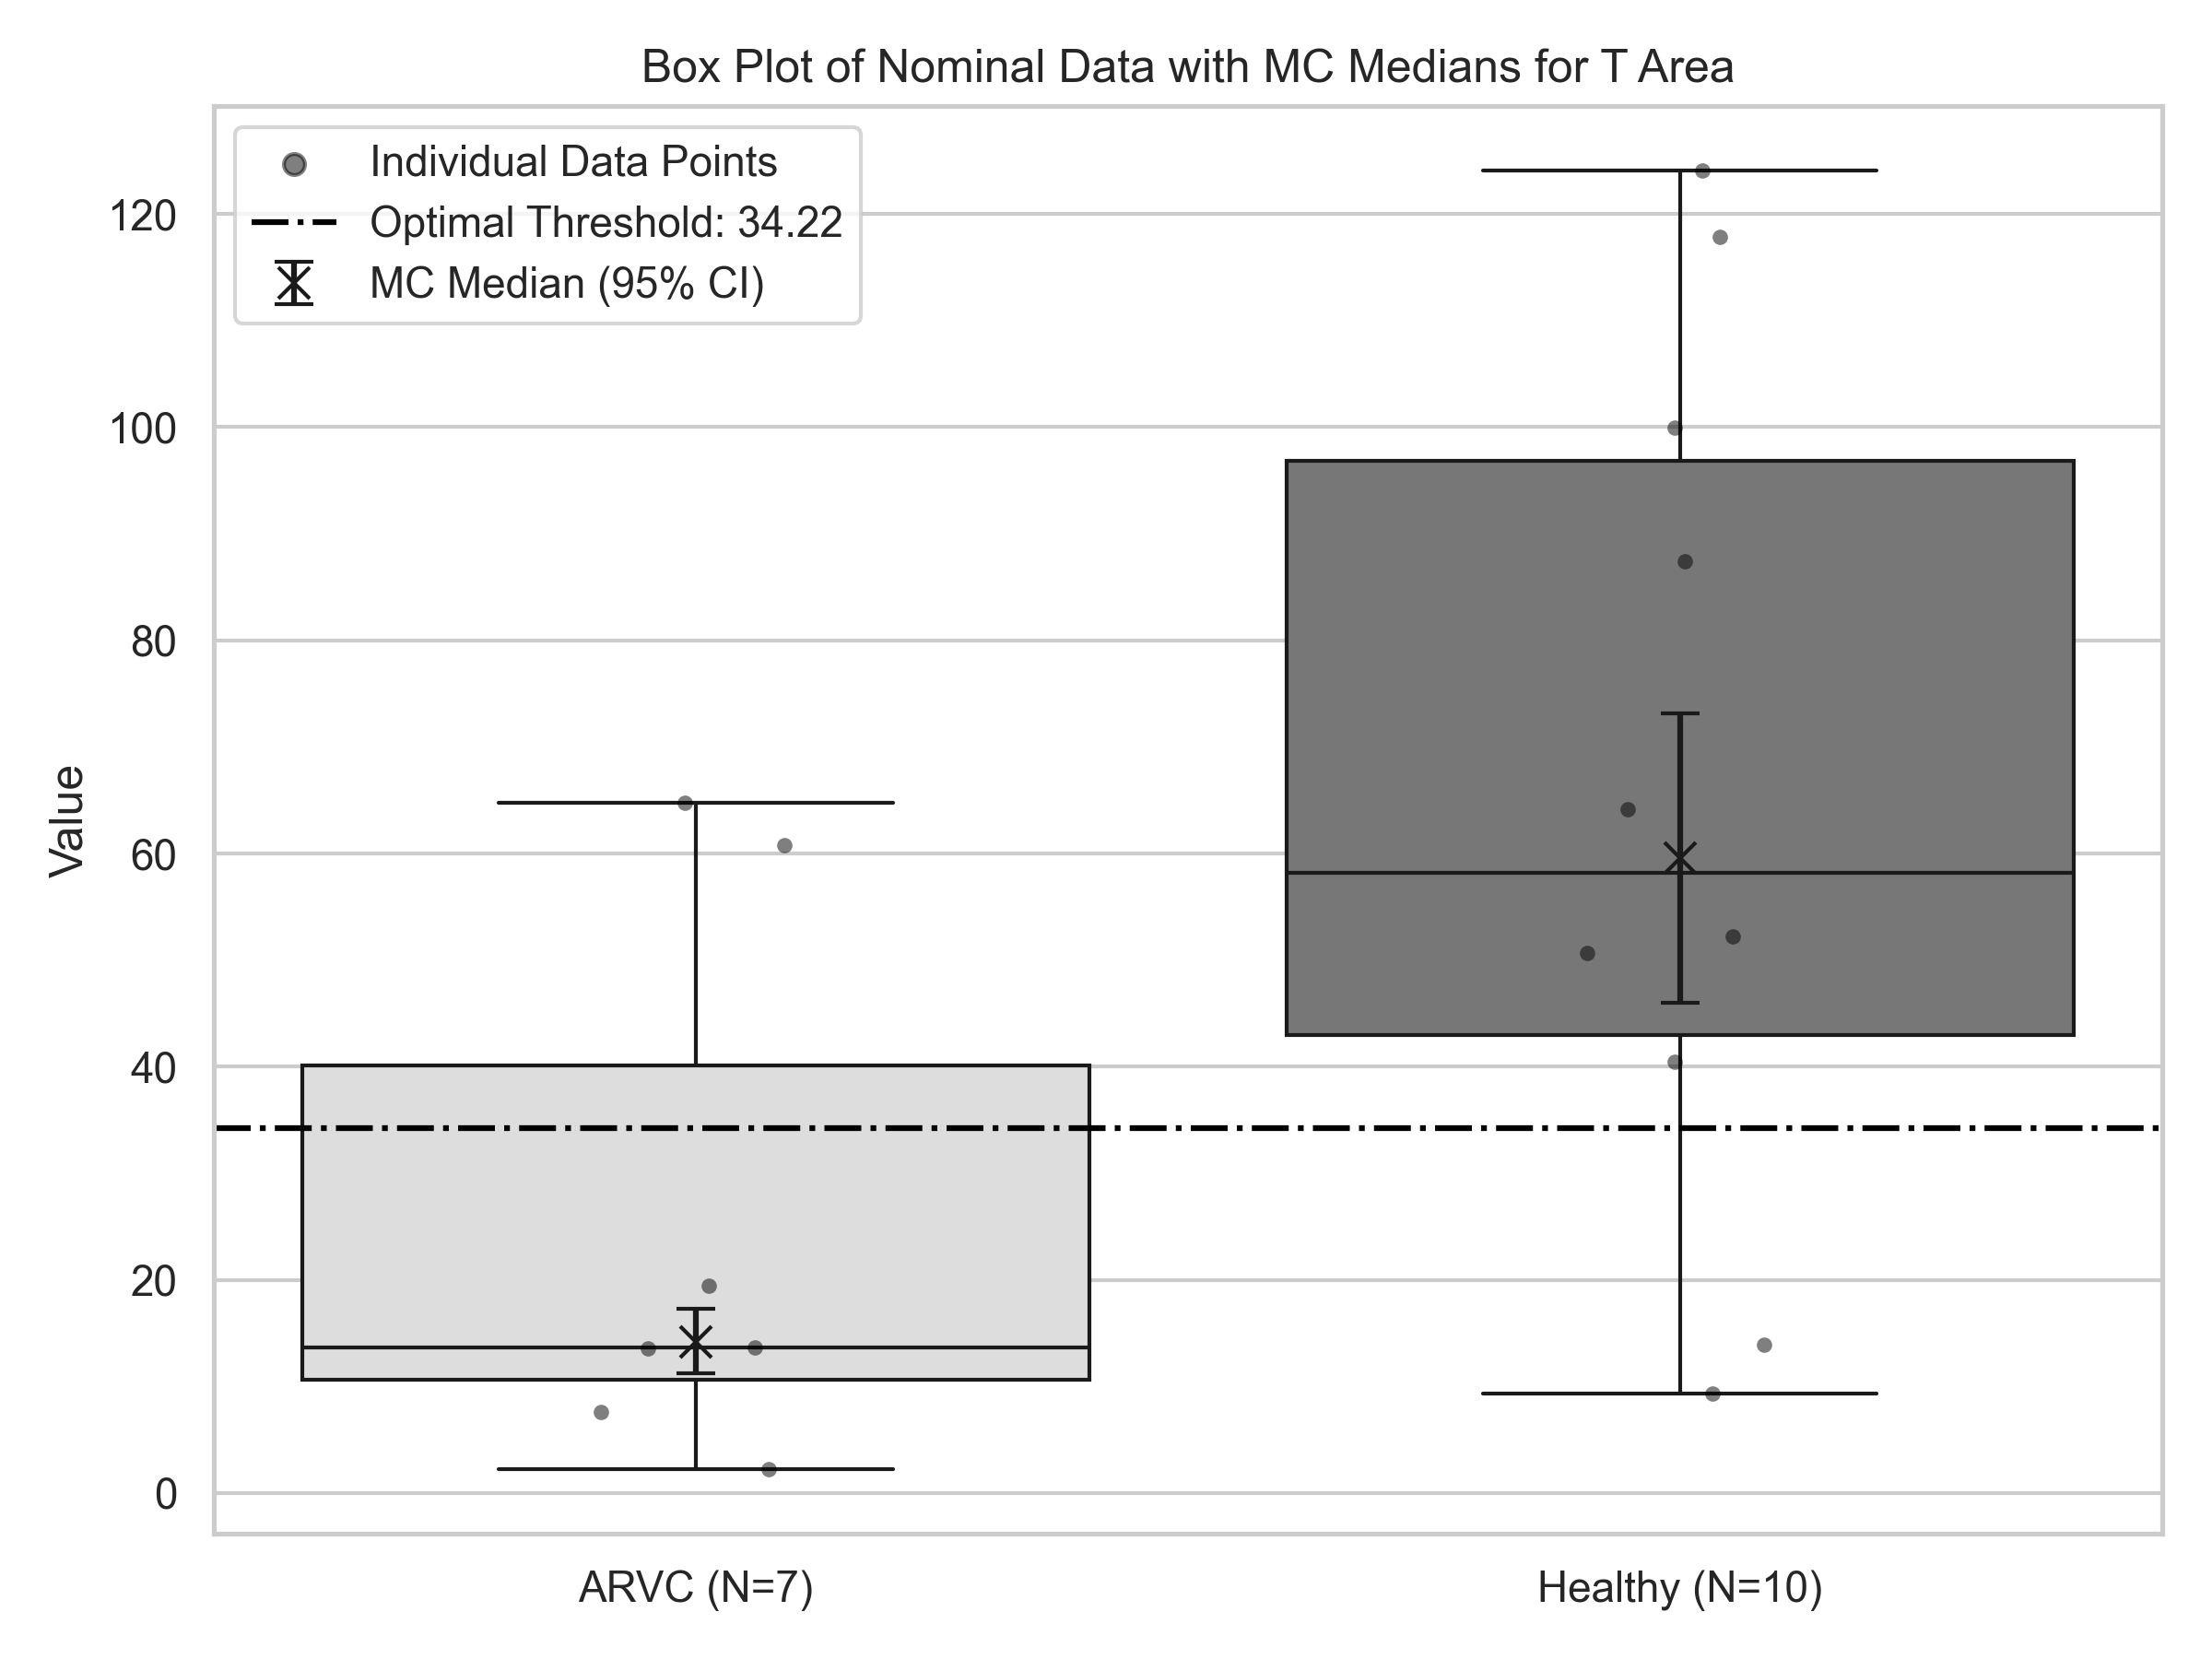 Box Plot of Nominal Data with MC Medians for T Area
Individual Data Points
Optimal Threshold: 34.22
MC Median (95% CI)
120
100
80
60
40
20
0
Value
ARVC (N=7)
Healthy (N=10)